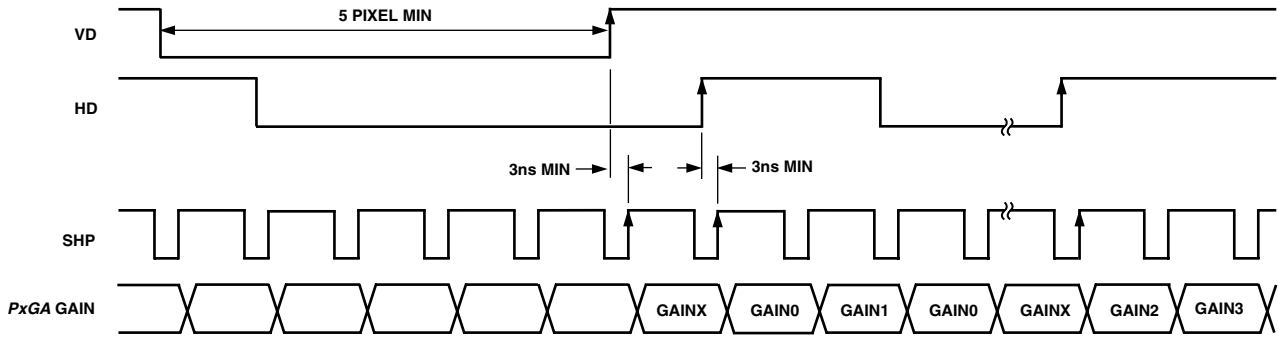 5 PIXEL MIN
VD
HD
3ns MIN
3ns MIN
SHP
PxGA GAIN
GAINX
GAIN0
GAIN1
GAIN0
GAINX
GAIN2
GAIN3